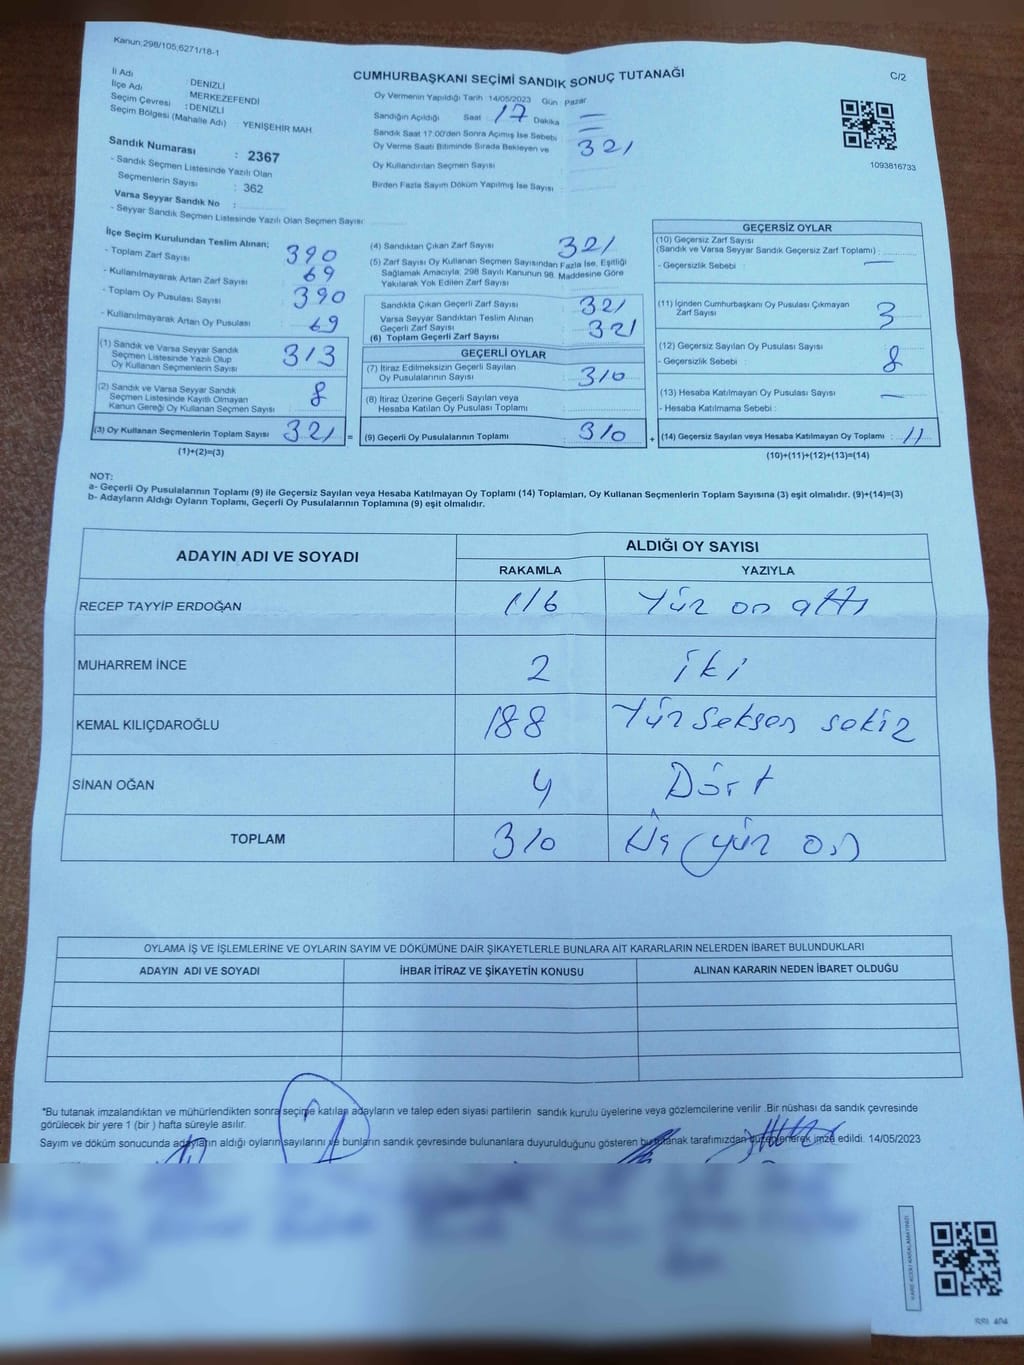 Kanun,298/105,6271/18-1
CUMHURBAŞKANI SEÇİMİ SANDIK SONUÇ TUTANAĞI
C/2
İl Adı : DENİZLİ
İlçe Adı MERKEZEFENDİ
Seçim Çevresi : DENİZLİ
Seçim Bölgesi (Mahalle Adı) : YENİŞEHİR MAH
Sandık Numarası : 2367
- Sandık Seçmen Listesinde Yazılı Olan
Seçmenlerin Sayısı : 362
Varsa Seyyar Sandık No :
- Seyyar Sandık Seçmen Listesinde Yazılı Olan Seçmen Sayısı:
Oy Vermenin Yapıldığı Tarih :14/05/2023 Gün : Pazar
Sandığın Açıldığı Saat : 17 Dakika : —
Sandık Saat 17:00'den Sonra Açımış İse Sebebi : —
Oy Verme Saati Bitiminde Sırada Bekleyen ve : 321
Oy Kullandırılan Seçmen Sayısı
Birden Fazla Sayım Döküm Yapılmış İse Sayısı :
1093816733
İlçe Seçim Kurulundan Teslim Alınan;
- Toplam Zarf Sayısı : 390
- Kullanılmayarak Artan Zarf Sayısı : 69
- Toplam Oy Pusulası Sayısı : 390
- Kullanılmayarak Artan Oy Pusulası : 69
(1) Sandık ve Varsa Seyyar Sandık
Seçmen Listesinde Yazılı Olup
Oy Kullanan Seçmenlerin Sayısı : 313
(2) Sandık ve Varsa Seyyar Sandık
Seçmen Listesinde Kayıtlı Olmayan
Kanun Gereği Oy Kullanan Seçmen Sayısı : 8
(3) Oy Kullanan Seçmenlerin Toplam Sayısı : 321 =
(1)+(2)=(3)
(4) Sandıktan Çıkan Zarf Sayısı : 321
(5) Zarf Sayısı Oy Kullanan Seçmen Sayısından Fazla İse, Eşitliği
Sağlamak Amacıyla; 298 Sayılı Kanunun 98. Maddesine Göre
Yakılarak Yok Edilen Zarf Sayısı :
Sandıkta Çıkan Geçerli Zarf Sayısı : 321
Varsa Seyyar Sandıktan Teslim Alınan
Geçerli Zarf Sayısı : 321
(6) Toplam Geçerli Zarf Sayısı
GEÇERLİ OYLAR
(7) İtiraz Edilmeksizin Geçerli Sayılan
Oy Pusulalarının Sayısı : 310
(8) İtiraz Üzerine Geçerli Sayılan veya
Hesaba Katılan Oy Pusulası Toplamı :
(9) Geçerli Oy Pusulalarının Toplamı : 310 +
GEÇERSİZ OYLAR
(10) Geçersiz Zarf Sayısı
(Sandık ve Varsa Seyyar Sandık Geçersiz Zarf Toplamı) :
- Geçersizlik Sebebi : —
(11) İçinden Cumhurbaşkanı Oy Pusulası Çıkmayan
Zarf Sayısı : 3
(12) Geçersiz Sayılan Oy Pusulası Sayısı : 8
- Geçersizlik Sebebi :
(13) Hesaba Katılmayan Oy Pusulası Sayısı : —
- Hesaba Katılmama Sebebi :
(14) Geçersiz Sayılan veya Hesaba Katılmayan Oy Toplamı : 11
(10)+(11)+(12)+(13)=(14)
NOT:
a- Geçerli Oy Pusulalarının Toplamı (9) ile Geçersiz Sayılan veya Hesaba Katılmayan Oy Toplamı (14) Toplamları, Oy Kullanan Seçmenlerin Toplam Sayısına (3) eşit olmalıdır. (9)+(14)=(3)
b- Adayların Aldığı Oyların Toplamı, Geçerli Oy Pusulalarının Toplamına (9) eşit olmalıdır.
ADAYIN ADI VE SOYADI ALDIĞI OY SAYISI
RAKAMLA YAZIYLA
RECEP TAYYİP ERDOĞAN 116 Yüz on altı
MUHARREM İNCE 2 iki
KEMAL KILIÇDAROĞLU 188 Yüz seksen sekiz
SİNAN OĞAN 4 Dört
TOPLAM 310 Üç (yüz on)
OYLAMA İŞ VE İŞLEMLERİNE VE OYLARIN SAYIM VE DÖKÜMÜNE DAİR ŞİKAYETLERLE BUNLARA AİT KARARLARIN NELERDEN İBARET BULUNDUKLARI
ADAYIN ADI VE SOYADI İHBAR İTİRAZ VE ŞİKAYETİN KONUSU ALINAN KARARIN NEDEN İBARET OLDUĞU
*Bu tutanak imzalandıktan ve mühürlendikten sonra seçime katılan adayların ve talep eden siyasi partilerin sandık kurulu üyelerine veya gözlemcilerine verilir .Bir nüshası da sandık çevresinde
görülecek bir yere 1 (bir ) hafta süreyle asılır.
Sayım ve döküm sonucunda adayların aldığı oyların sayılarını ve bunların sandık çevresinde bulunanlara duyurulduğunu gösteren bu tutanak tarafımızdan düzenlenerek imza edildi. 14/05/2023
KARE KODU KARALAMAYINIZ!